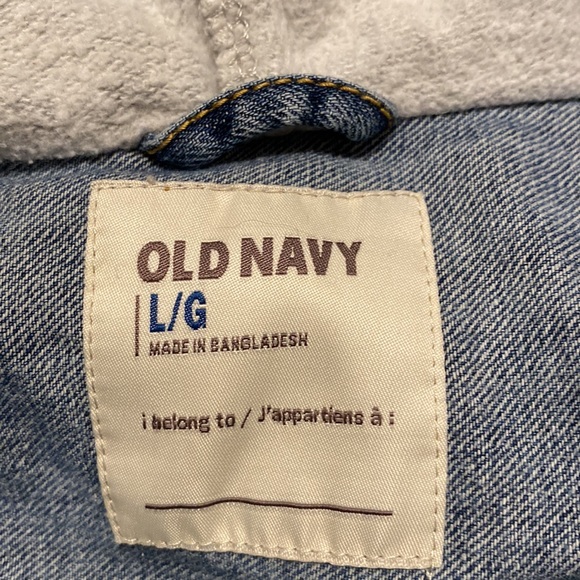 OLD NAVY
L/G
MADE IN BANGLADESH
i belong to / J'appartiens à :